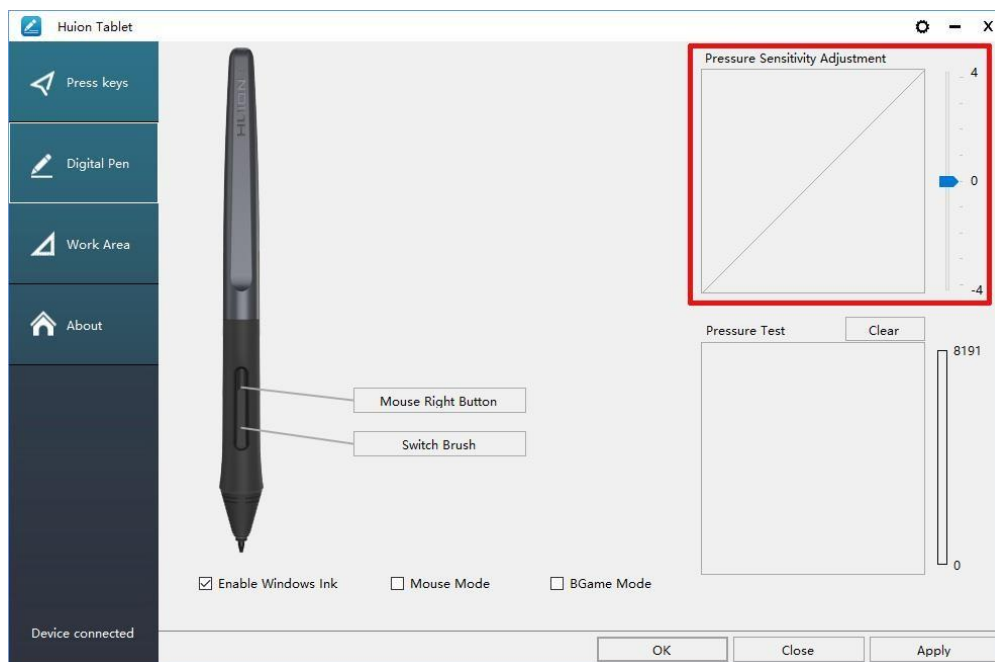 Huion Tablet
X
Press keys
Digital Pen
Work Area
About
Device connected
HUION
Mouse Right Button
Switch Brush
Enable Windows Ink
Mouse Mode
BGame Mode
Pressure Sensitivity Adjustment
4
0
-4
Pressure Test
Clear
8191
0
OK
Close
Apply